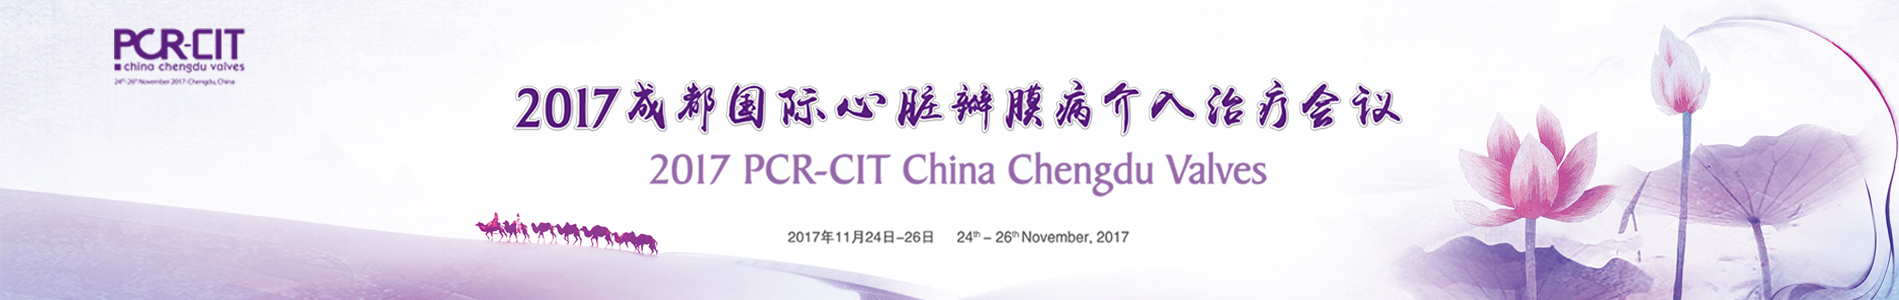 PCR-CIT
china chengdu valves
24th-26th November 2017-Chengdu, China
2017成都国际心脏瓣膜病介入治疗会议
2017 PCR-CIT China Chengdu Valves
2017年11月24日-26日 24th – 26th November, 2017